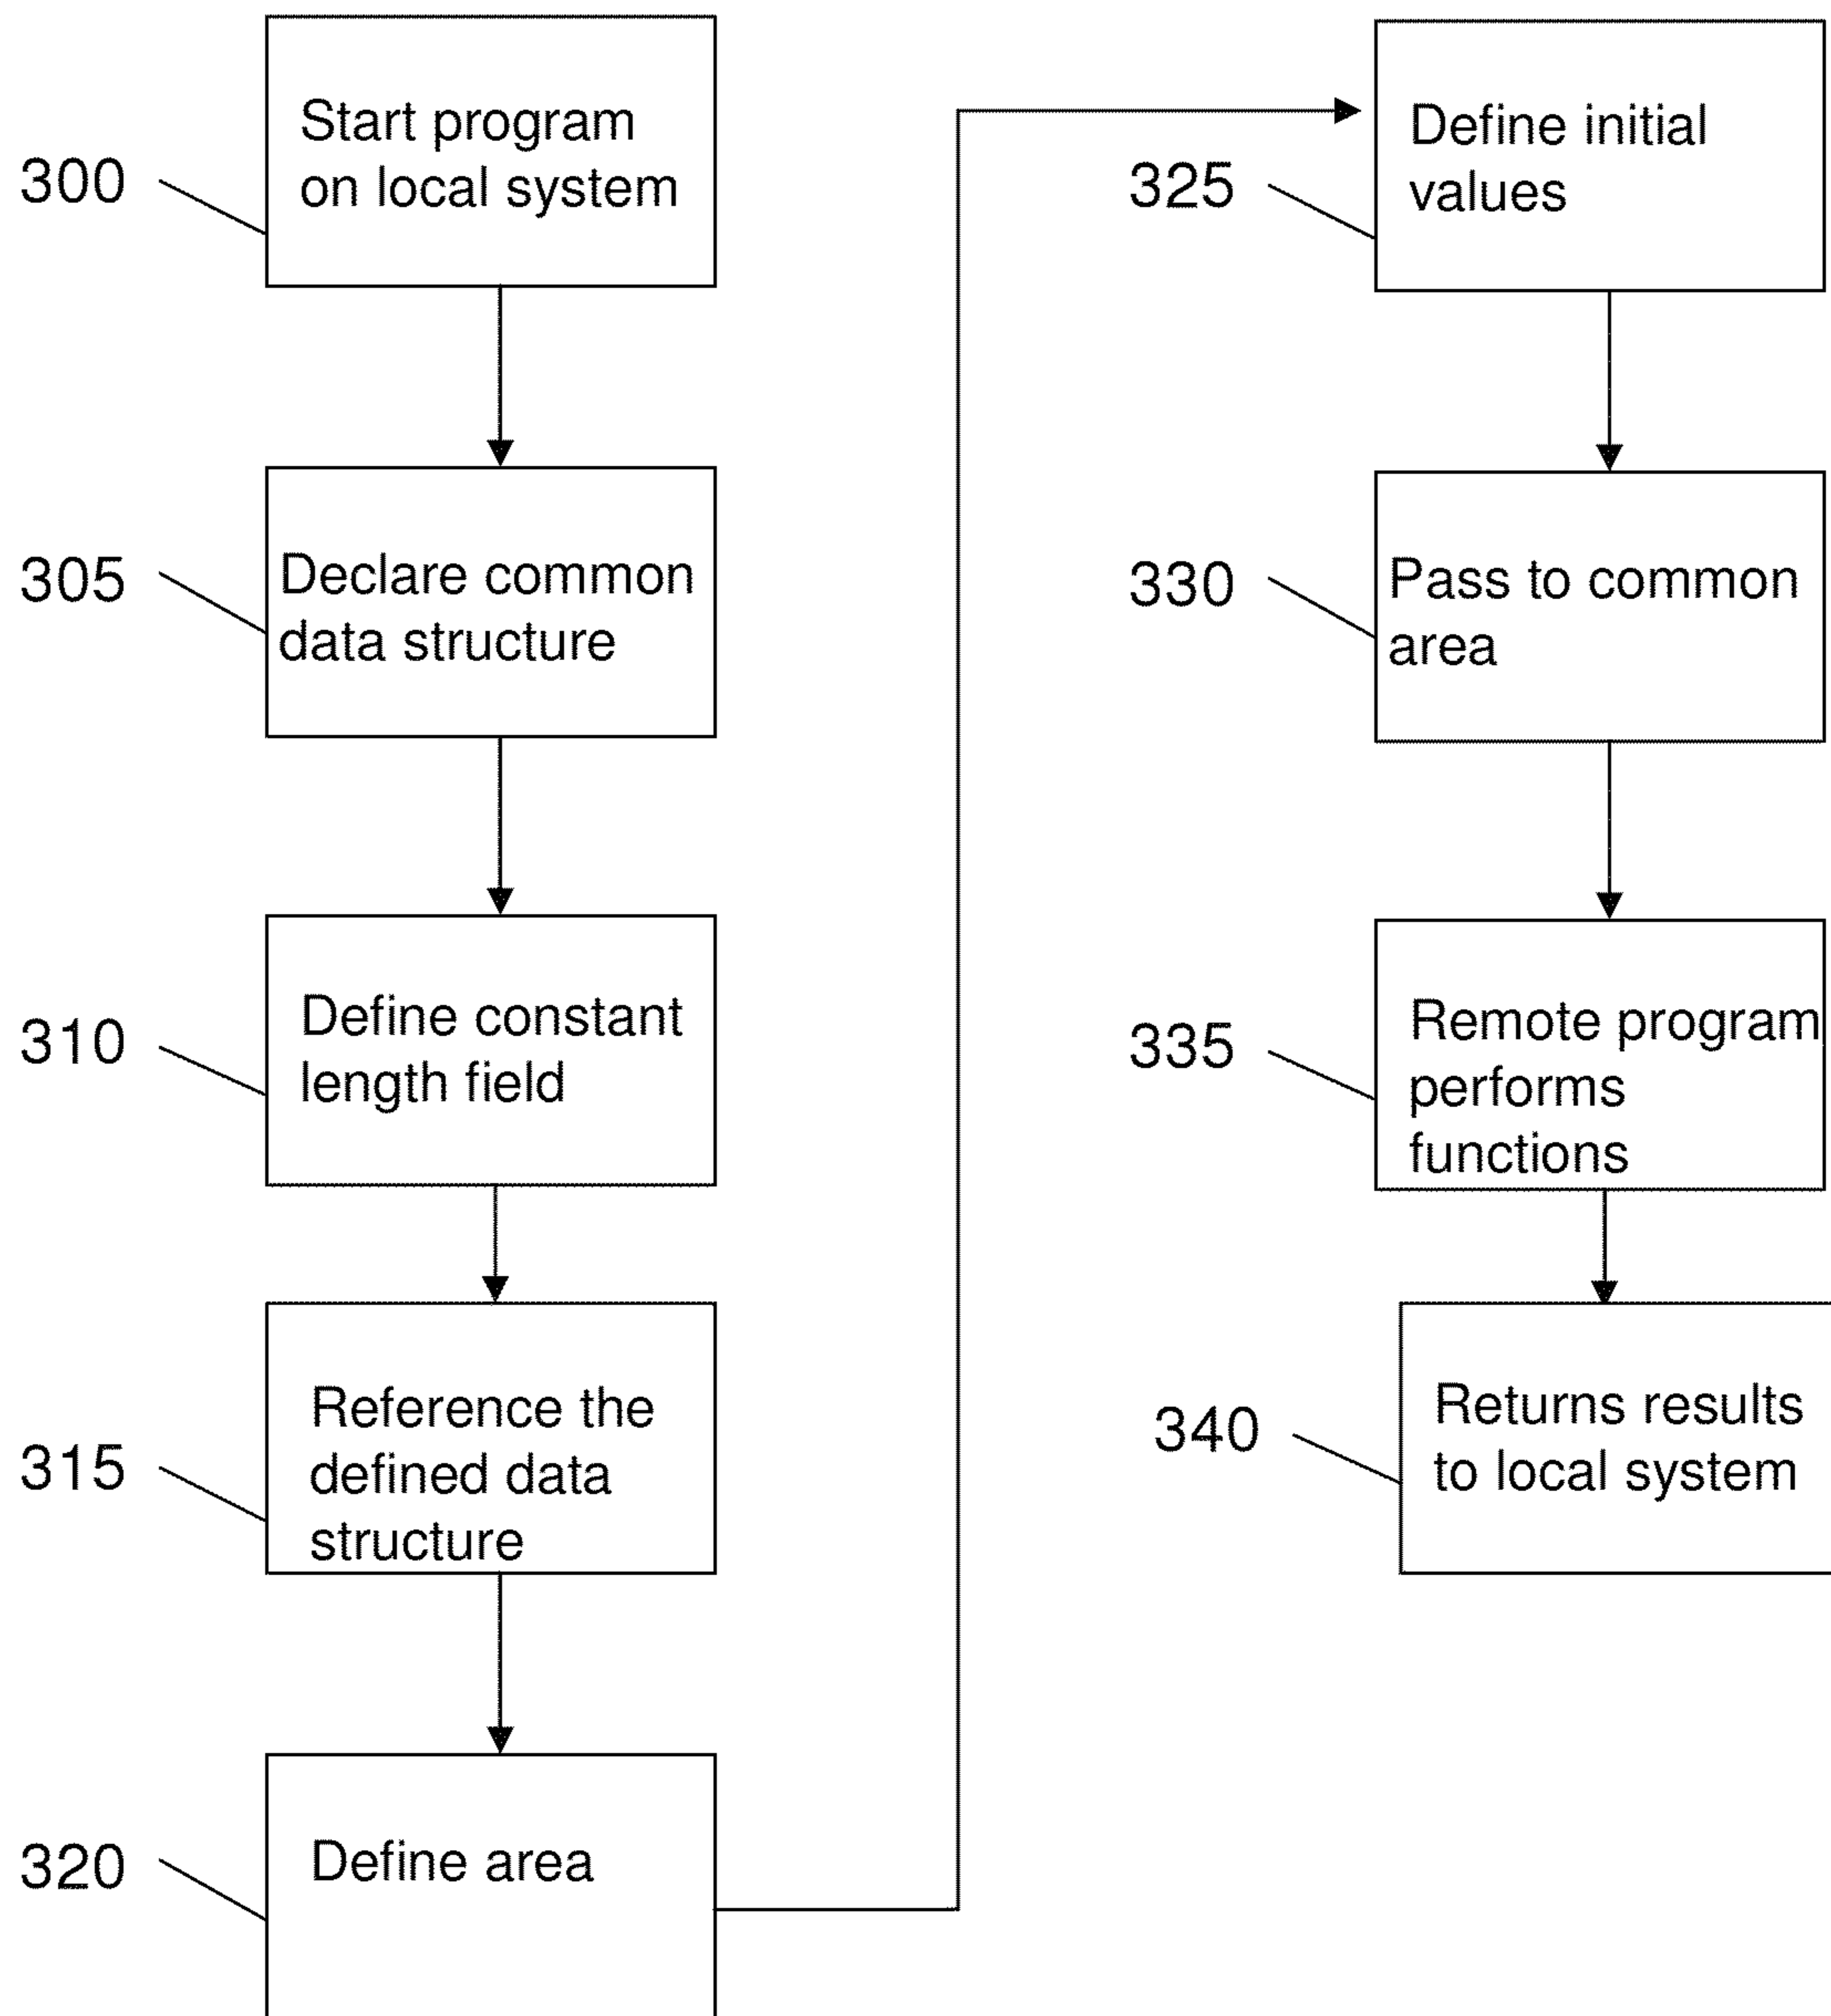 300
Start program
on local system
305
Declare common
data structure
310
Define constant
length field
315
Reference the
defined data
structure
320
Define area
325
Define initial
values
330
Pass to common
area
335
Remote program
performs
functions
340
Returns results
to local system